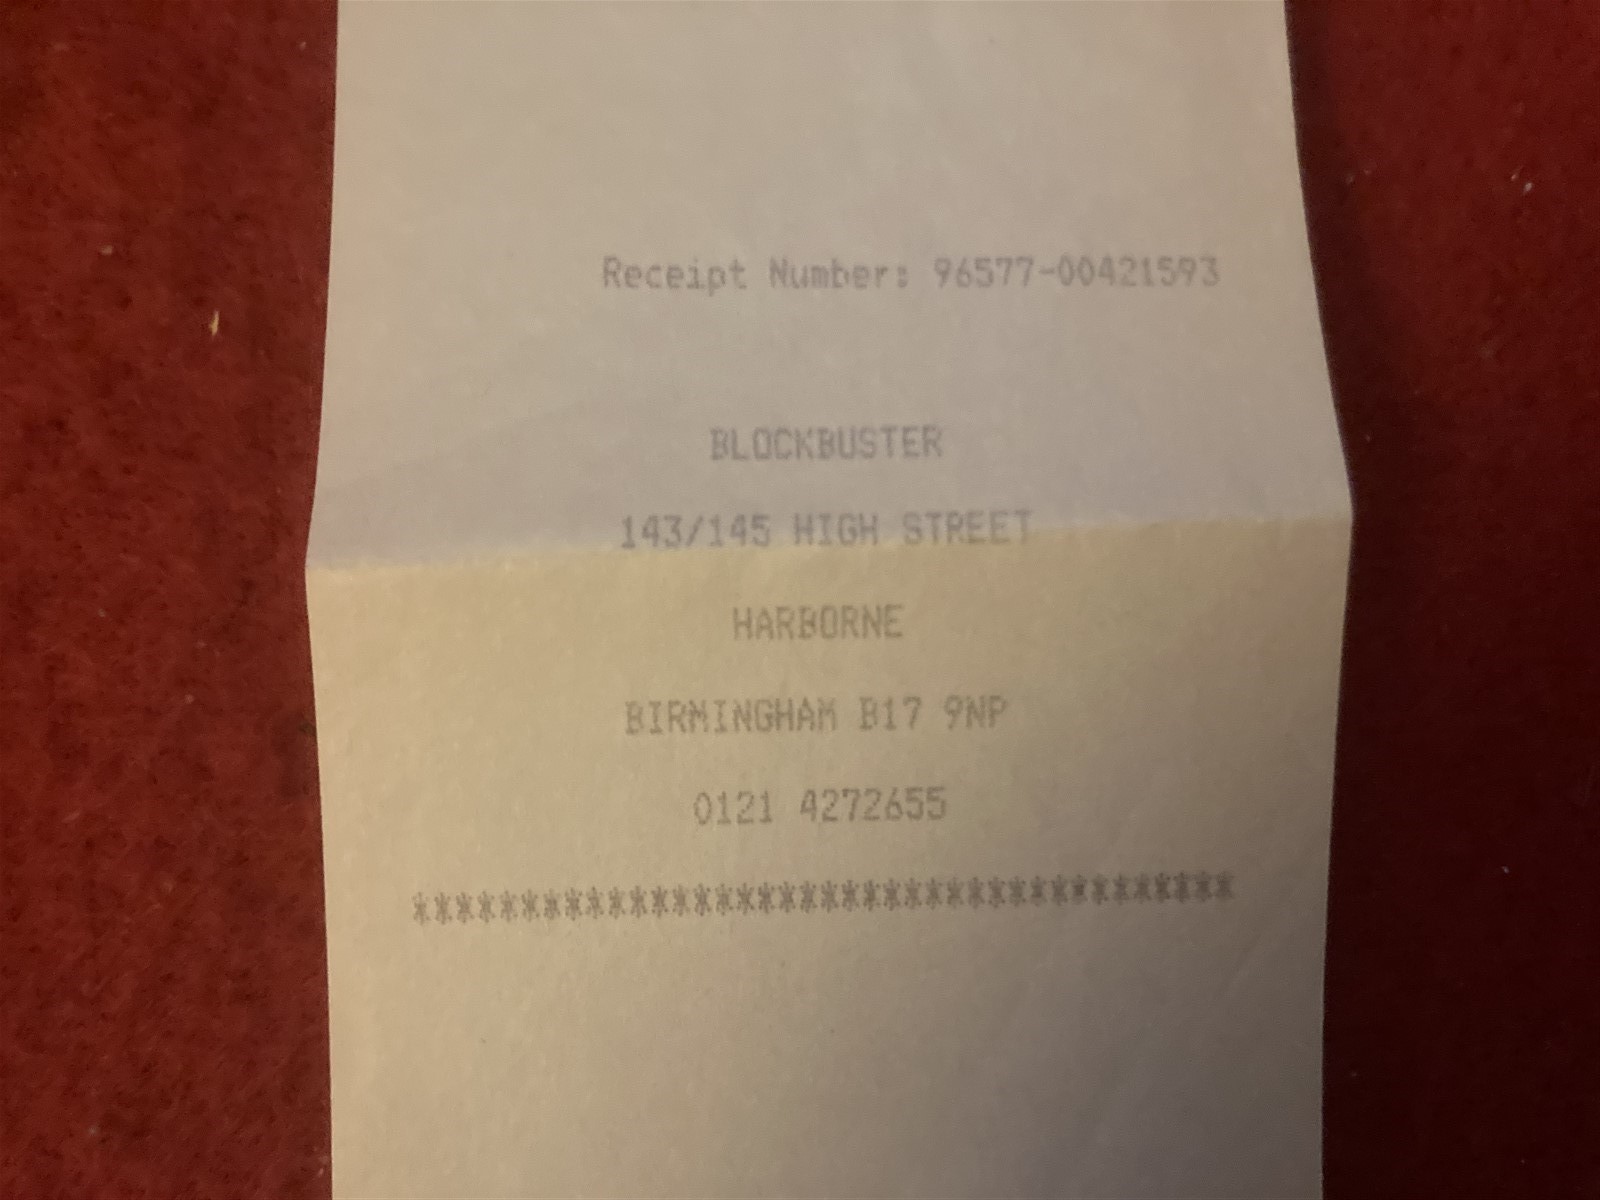 Receipt Number: 96577-00421593
BLOCKBUSTER
143/145 HIGH STREET
HARBORNE
BIRMINGHAM B17 9NP
0121 4272655
***************************************